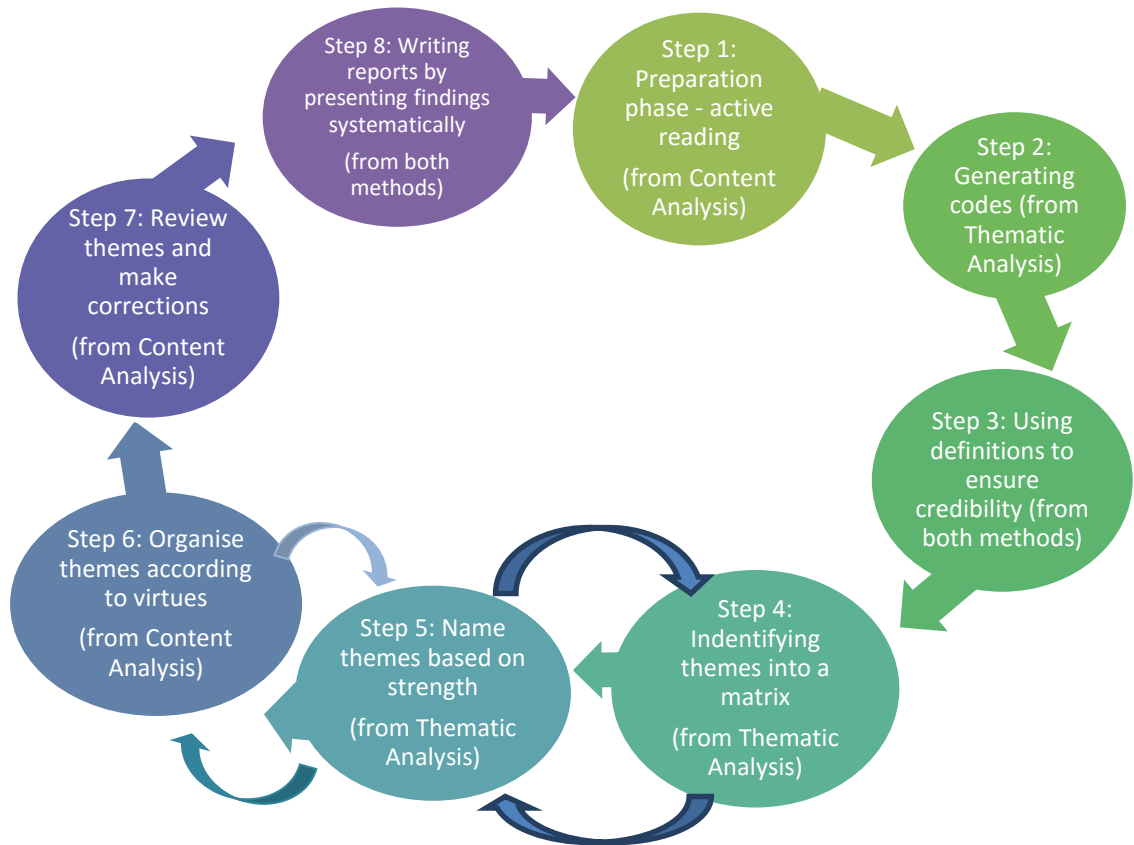 Step 1:
Preparation
phase - active
reading
(from Content
Analysis)
Step 2:
Generating
codes (from
Thematic
Analysis)
Step 3: Using
definitions to
ensure
credibility (from
both methods)
Step 4:
Indentifying
themes into a
matrix
(from Thematic
Analysis)
Step 5: Name
themes based on
strength
(from Thematic
Analysis)
Step 6: Organise
themes according
to virtues
(from Content
Analysis)
Step 7: Review
themes and
make
corrections
(from Content
Analysis)
Step 8: Writing
reports by
presenting findings
systematically
(from both
methods)